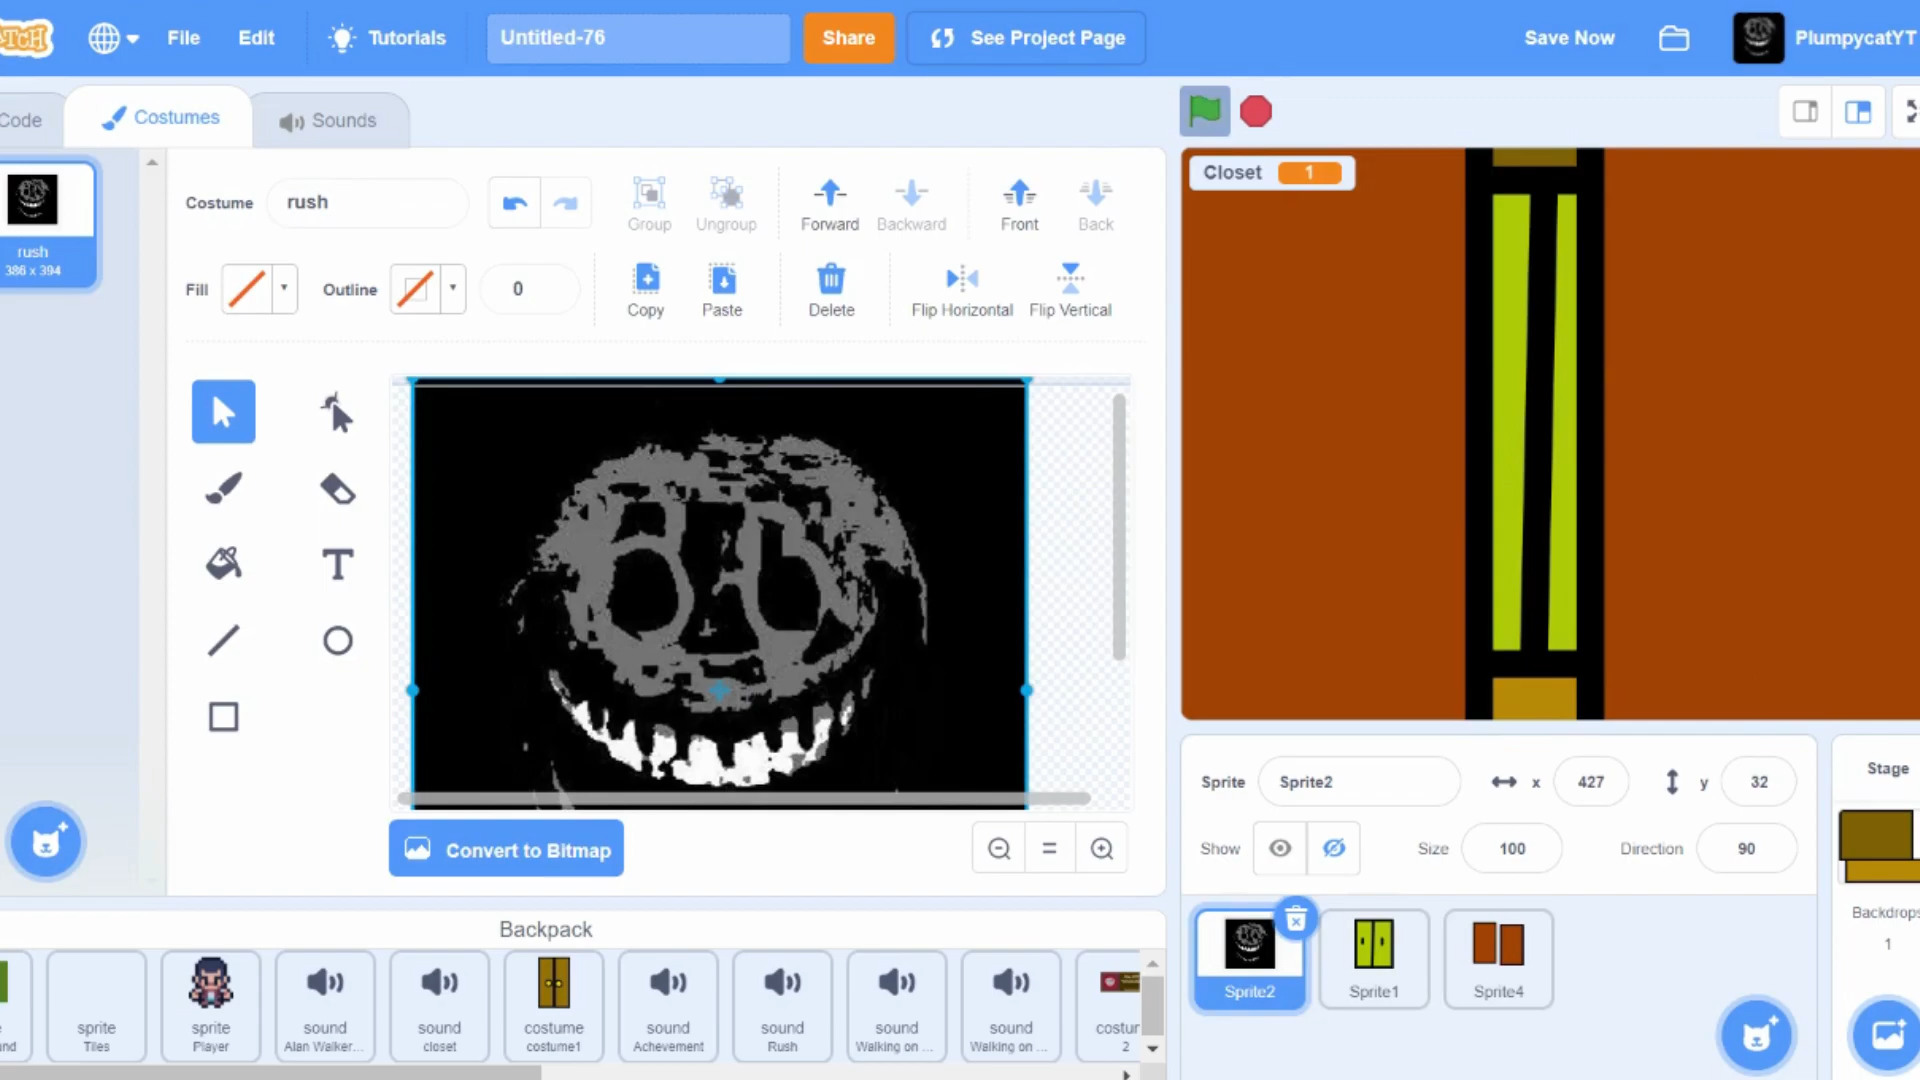 ATCH File Edit Tutorials Untitled-76 Share See Project Page Save Now PlumpycatYT
Code Costumes Sounds
Closet 1
Costume rush Group Ungroup Forward Backward Front Back
rush
386 x 394
Fill Outline 0 Copy Paste Delete Flip Horizontal Flip Vertical
T
Convert to Bitmap
Sprite Sprite2 x 427 y 32
Show Size 100 Direction 90
Stage
Backdrops
1
Sprite2 Sprite1 Sprite4
Backpack
sprite sprite sound sound costume sound sound sound sound costur
Tiles Player Alan Walker... closet costume1 Achevement Rush Walking on ... Walking on ... 2